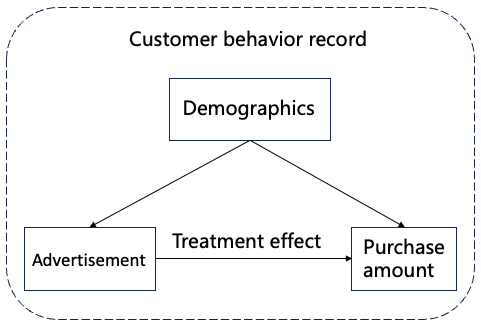 Customer behavior record
Demographics
Treatment effect
Advertisement
Purchase
amount